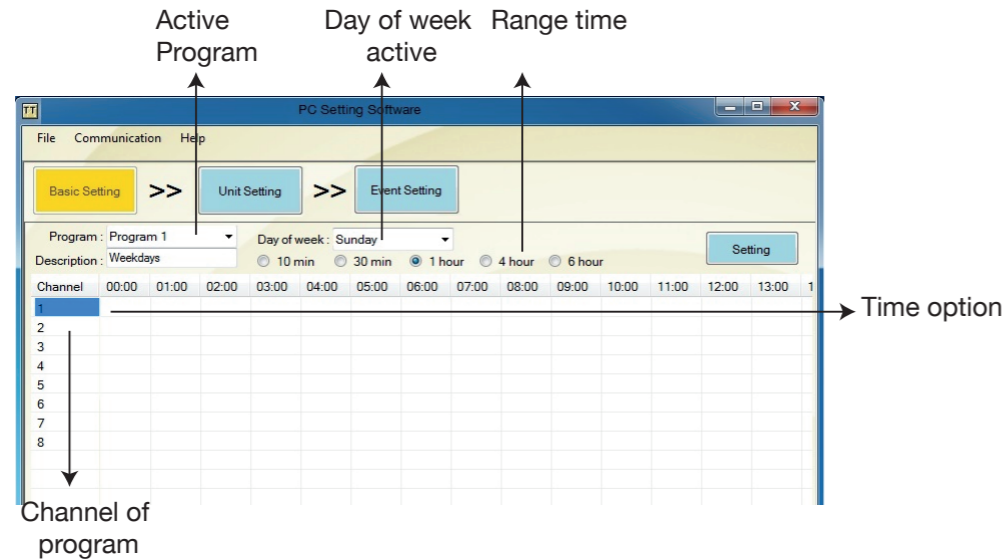 Active
Program
Day of week
active
Range time
TT
PC Setting Software
File Communication Help
Basic Setting >> Unit Setting >> Event Setting
Program : Program 1 Day of week : Sunday
Setting
Description : Weekdays 10 min 30 min 1 hour 4 hour 6 hour
Channel 00:00 01:00 02:00 03:00 04:00 05:00 06:00 07:00 08:00 09:00 10:00 11:00 12:00 13:00 1
1
Time option
2
3
4
5
6
7
8
Channel of
program